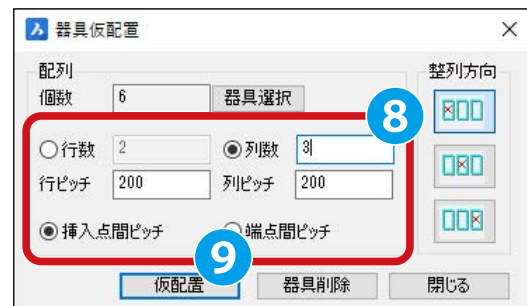 器具仮配置
配列
整列方向
個数 6 器具選択
8
行数 2 列数 3
行ピッチ 200 列ピッチ 200
挿入点間ピッチ 端点間ピッチ
9
仮配置 器具削除 閉じる